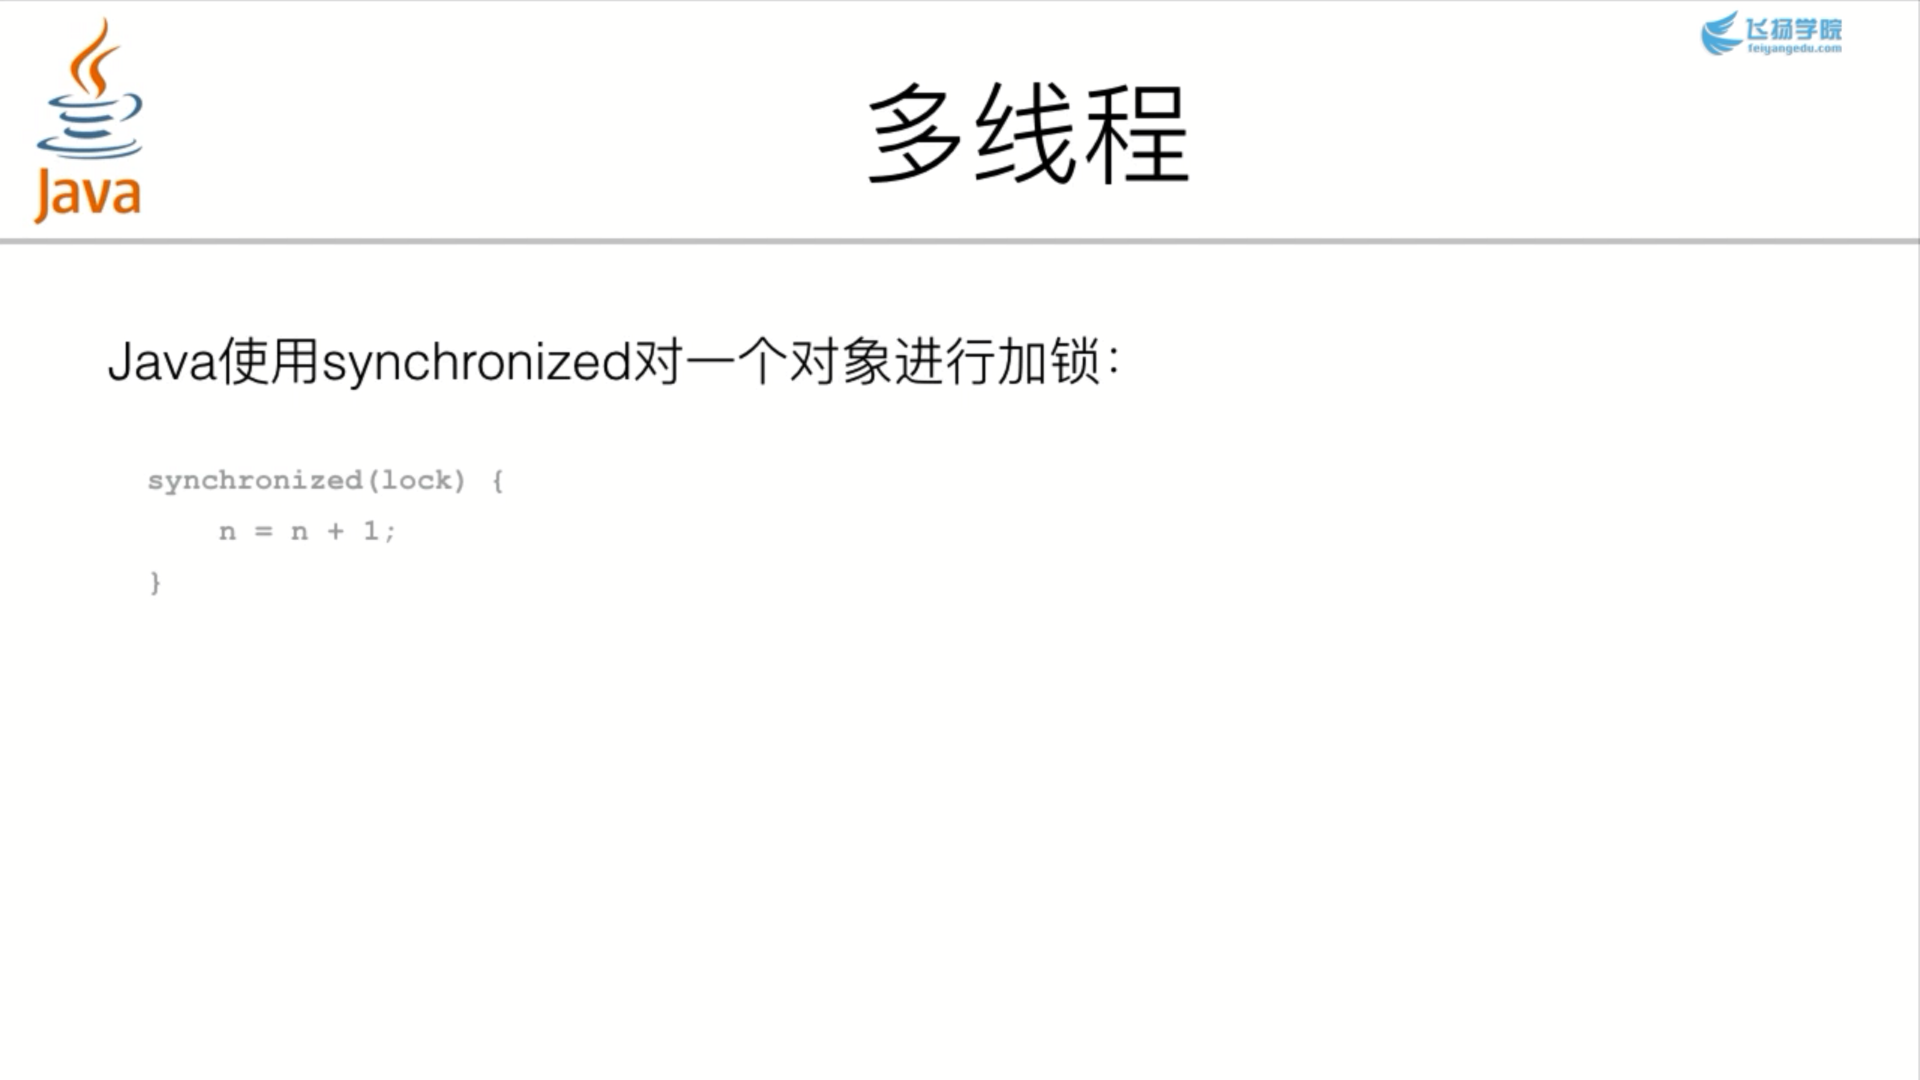 Java
飞扬学院
feiyangedu.com
多线程
Java使用synchronized对一个对象进行加锁：
synchronized(lock) {
    n = n + 1;
}